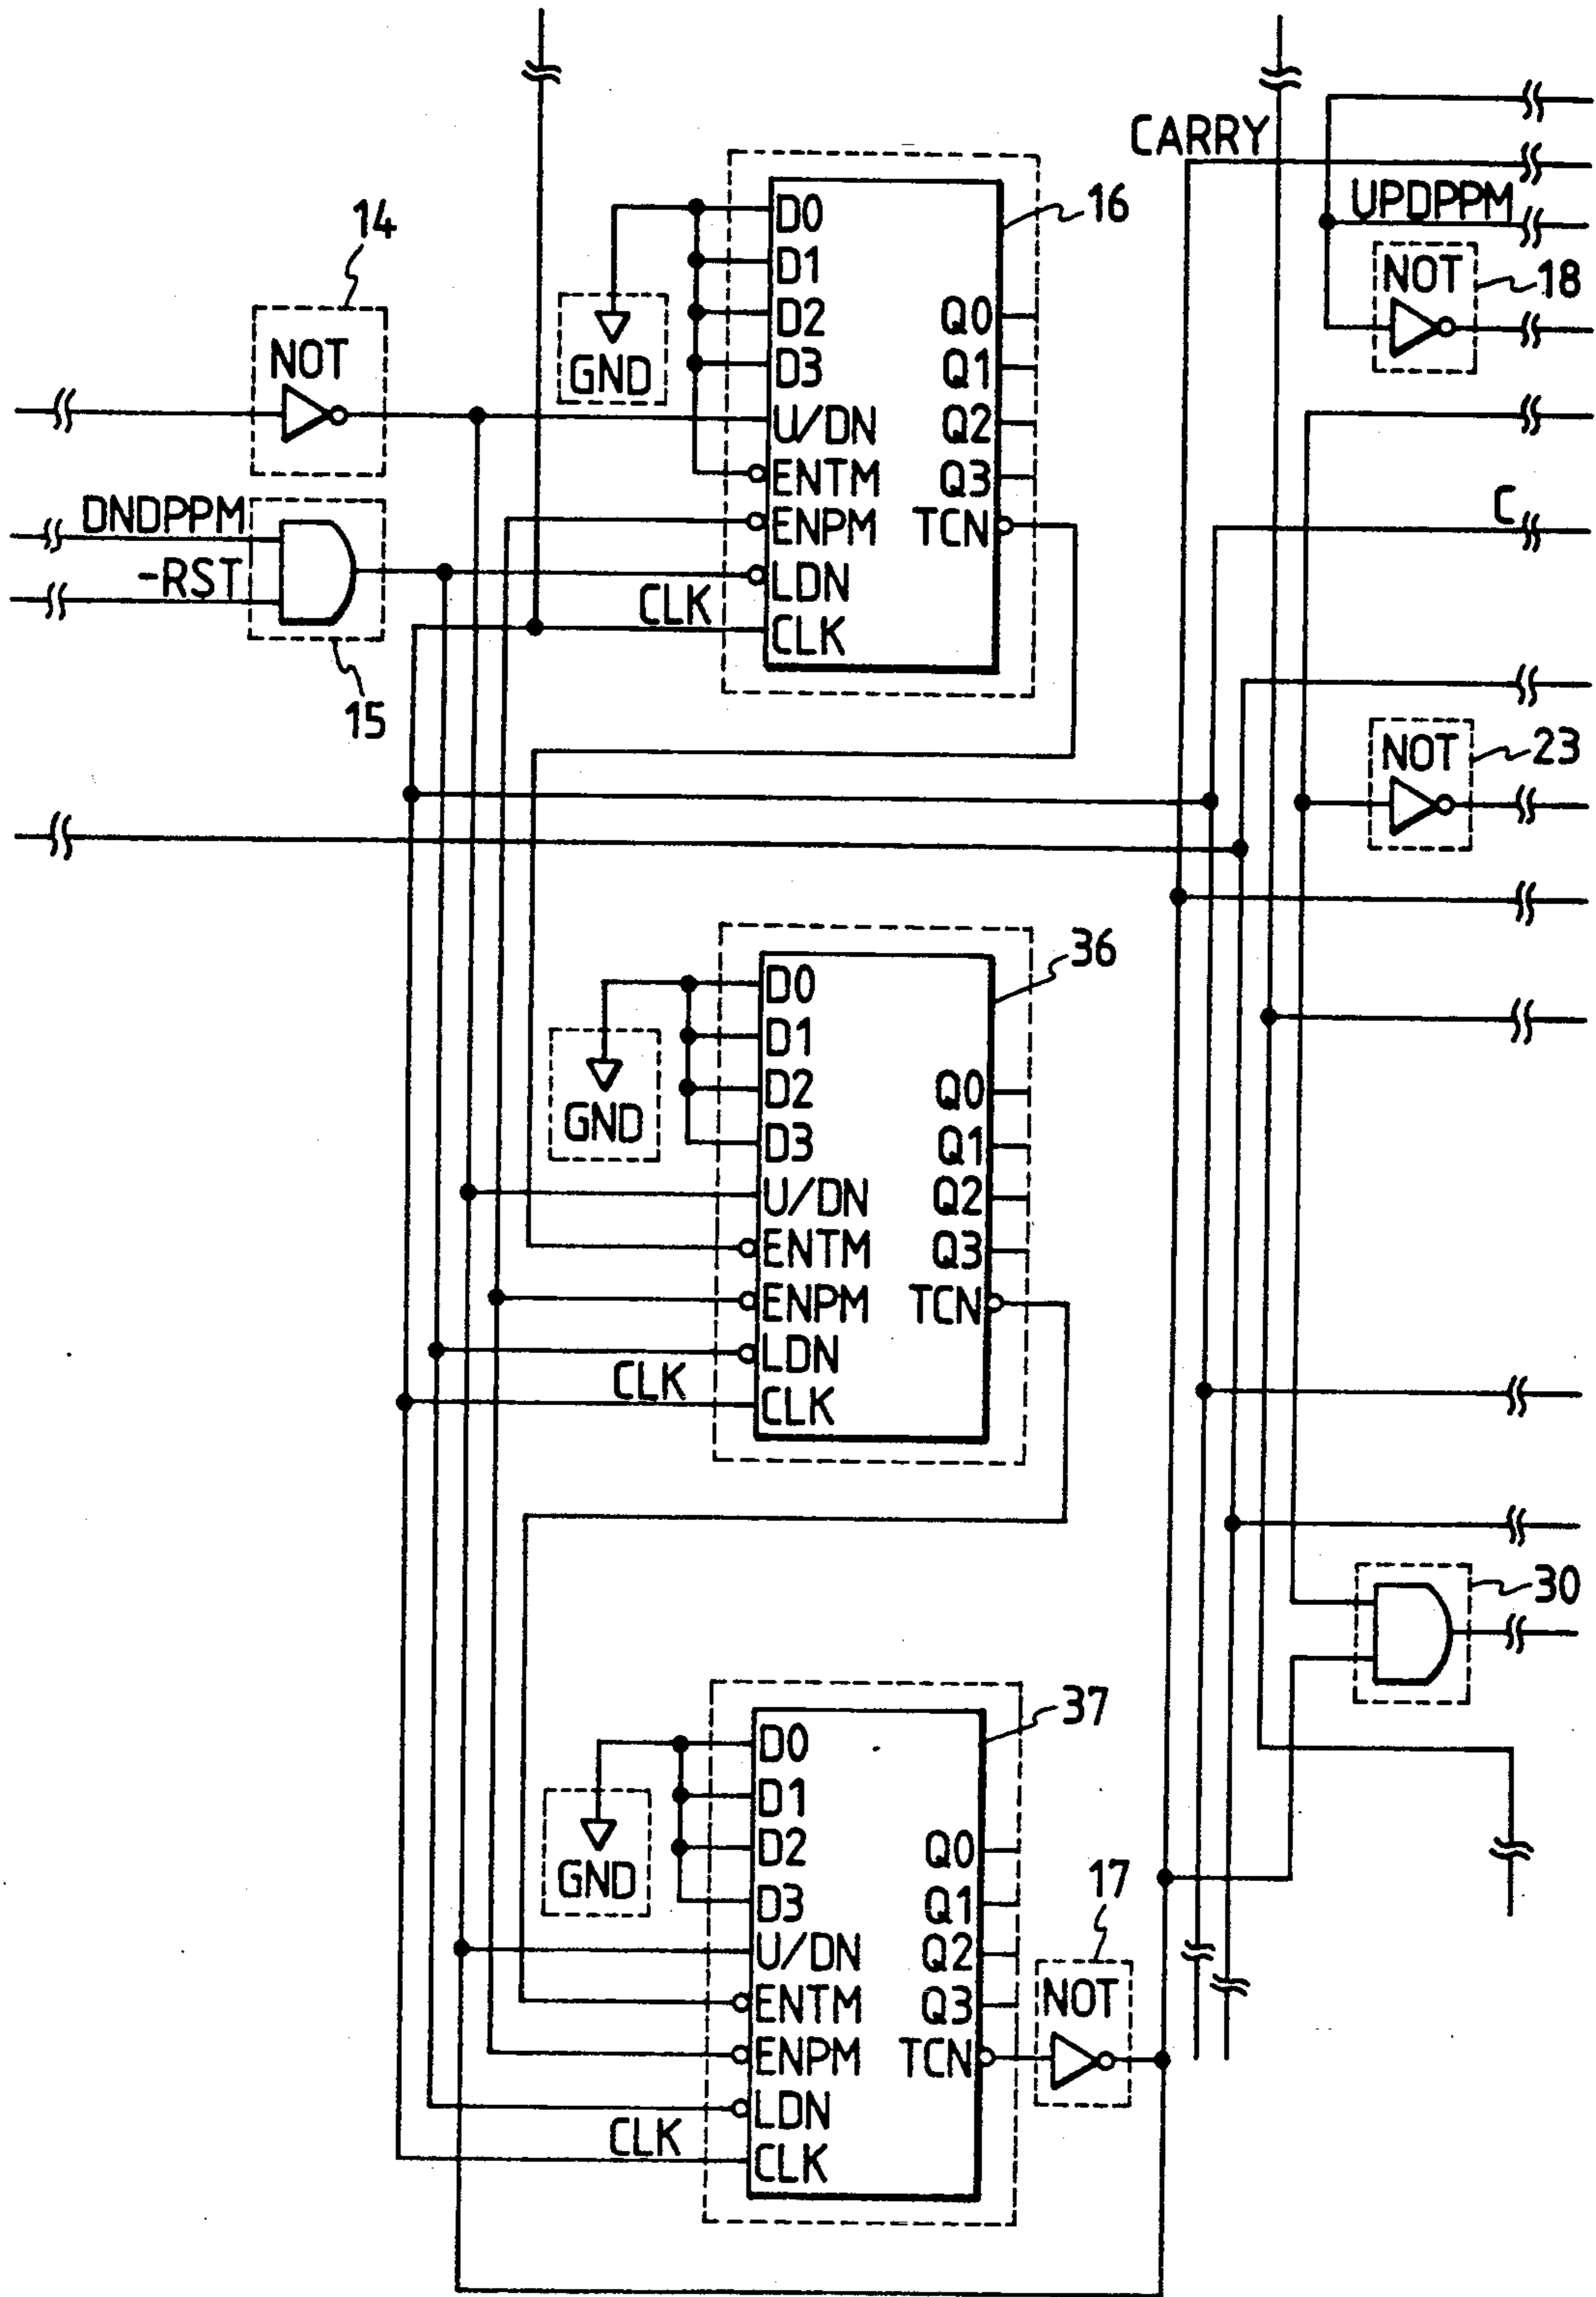 CARRY
UPDPPM
14
16
18
NOT
NOT
GND
D0
D1
D2
D3
U/DN
ENTM
ENPM
LDN
CLK
Q0
Q1
Q2
Q3
TCN
DNDPPM
-RST
CLK
C
15
NOT
23
36
GND
D0
D1
D2
D3
U/DN
ENTM
ENPM
LDN
CLK
Q0
Q1
Q2
Q3
TCN
CLK
30
37
GND
D0
D1
D2
D3
U/DN
ENTM
ENPM
LDN
CLK
Q0
Q1
Q2
Q3
TCN
17
NOT
CLK